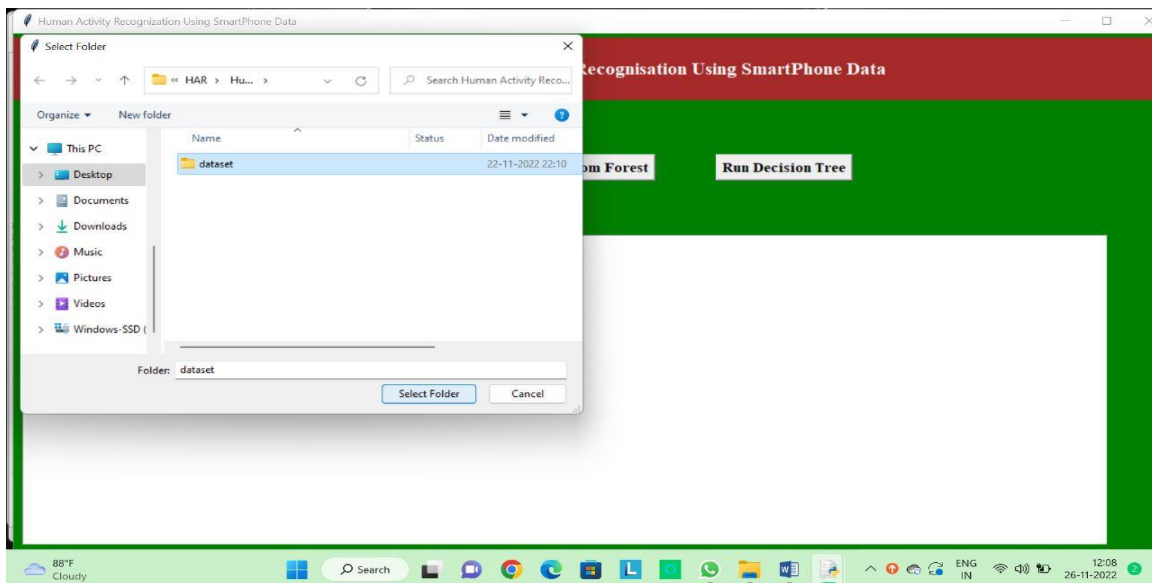 Human Activity Recognization Using SmartPhone Data
Select Folder
« HAR › Hu... ›
Search Human Activity Reco...
Recognisation Using SmartPhone Data
Organize
New folder
Name
Status
Date modified
This PC
dataset
22-11-2022 22:10
Forest
Run Decision Tree
Desktop
Documents
Downloads
Music
Pictures
Videos
Windows-SSD (
Folder: dataset
Select Folder
Cancel
88°F
Cloudy
Search
L
W
ENG
IN
12:08
26-11-2022
2